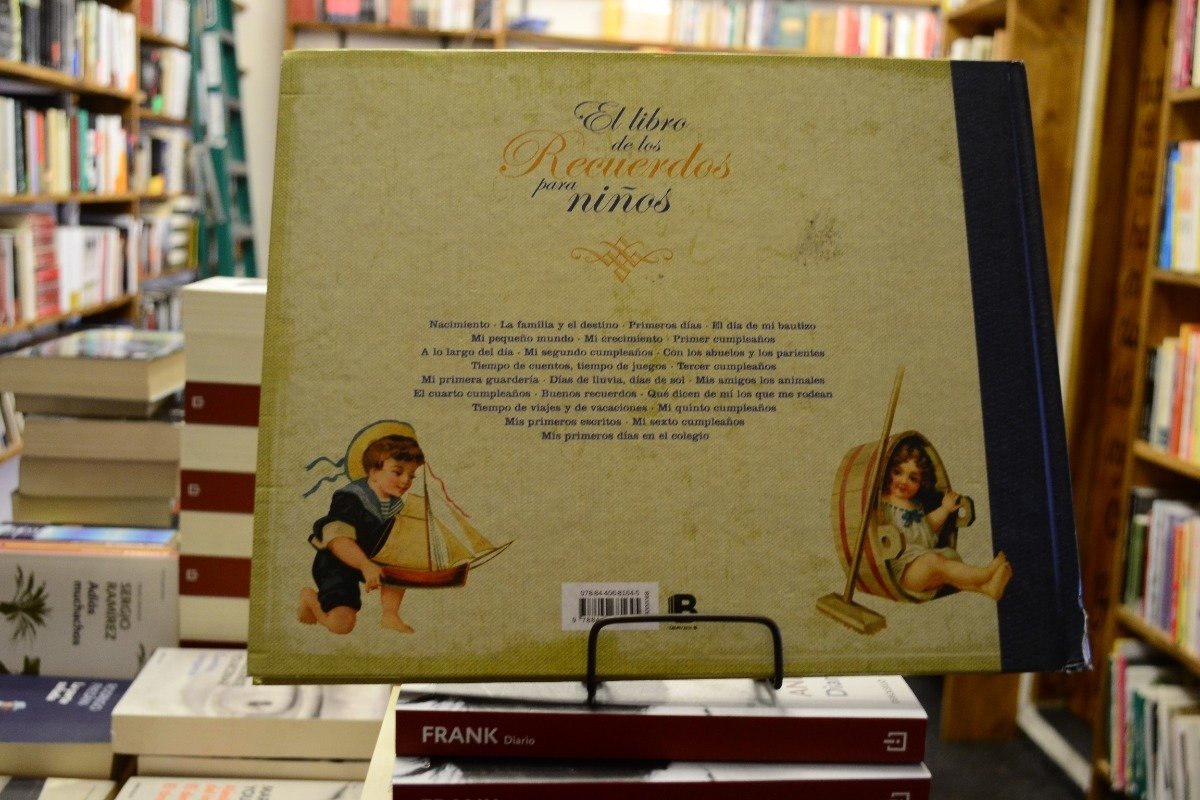 El libro
de los
Recuerdos
para
niños
Nacimiento · La familia y el destino · Primeros días · El día de mi bautizo
Mi pequeño mundo · Mi crecimiento · Primer cumpleaños
A lo largo del día · Mi segundo cumpleaños · Con los abuelos y los parientes
Tiempo de cuentos, tiempo de juegos · Tercer cumpleaños
Mi primera guardería · Días de lluvia, días de sol · Mis amigos los animales
El cuarto cumpleaños · Buenos recuerdos · Qué dicen de mi los que me rodean
Tiempo de viajes y de vacaciones · Mi quinto cumpleaños
Mis primeros escritos · Mi sexto cumpleaños
Mis primeros días en el colegio
SERGIO
RAMÍREZ
Adiós
muchachos
FRANK Diario
FRANK